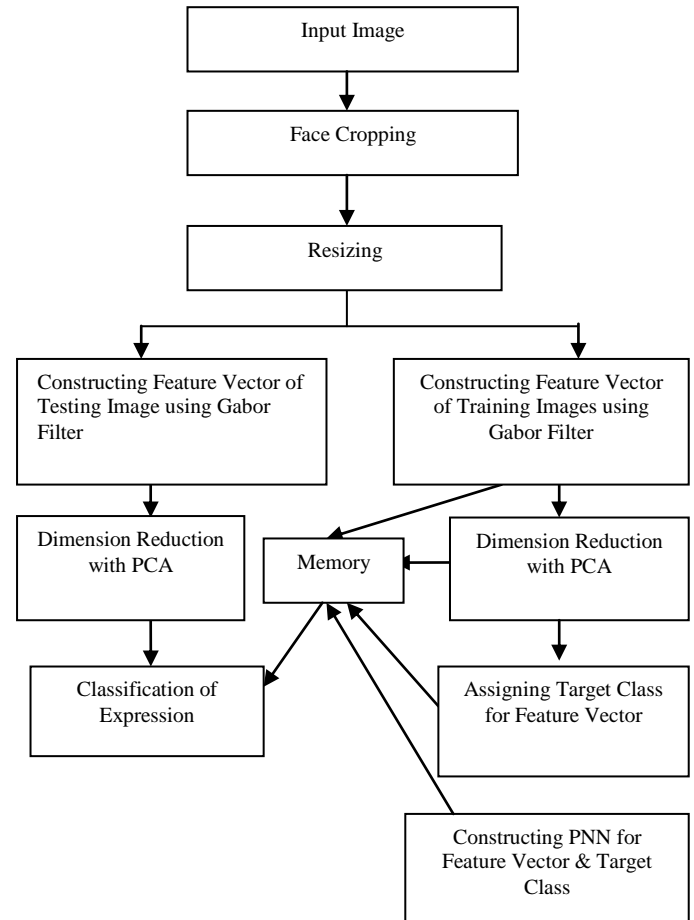 Input Image
Face Cropping
Resizing
Constructing Feature Vector of
Testing Image using Gabor
Filter
Constructing Feature Vector
of Training Images using
Gabor Filter
Dimension Reduction
with PCA
Memory
Dimension Reduction
with PCA
Classification of
Expression
Assigning Target Class
for Feature Vector
Constructing PNN for
Feature Vector & Target
Class